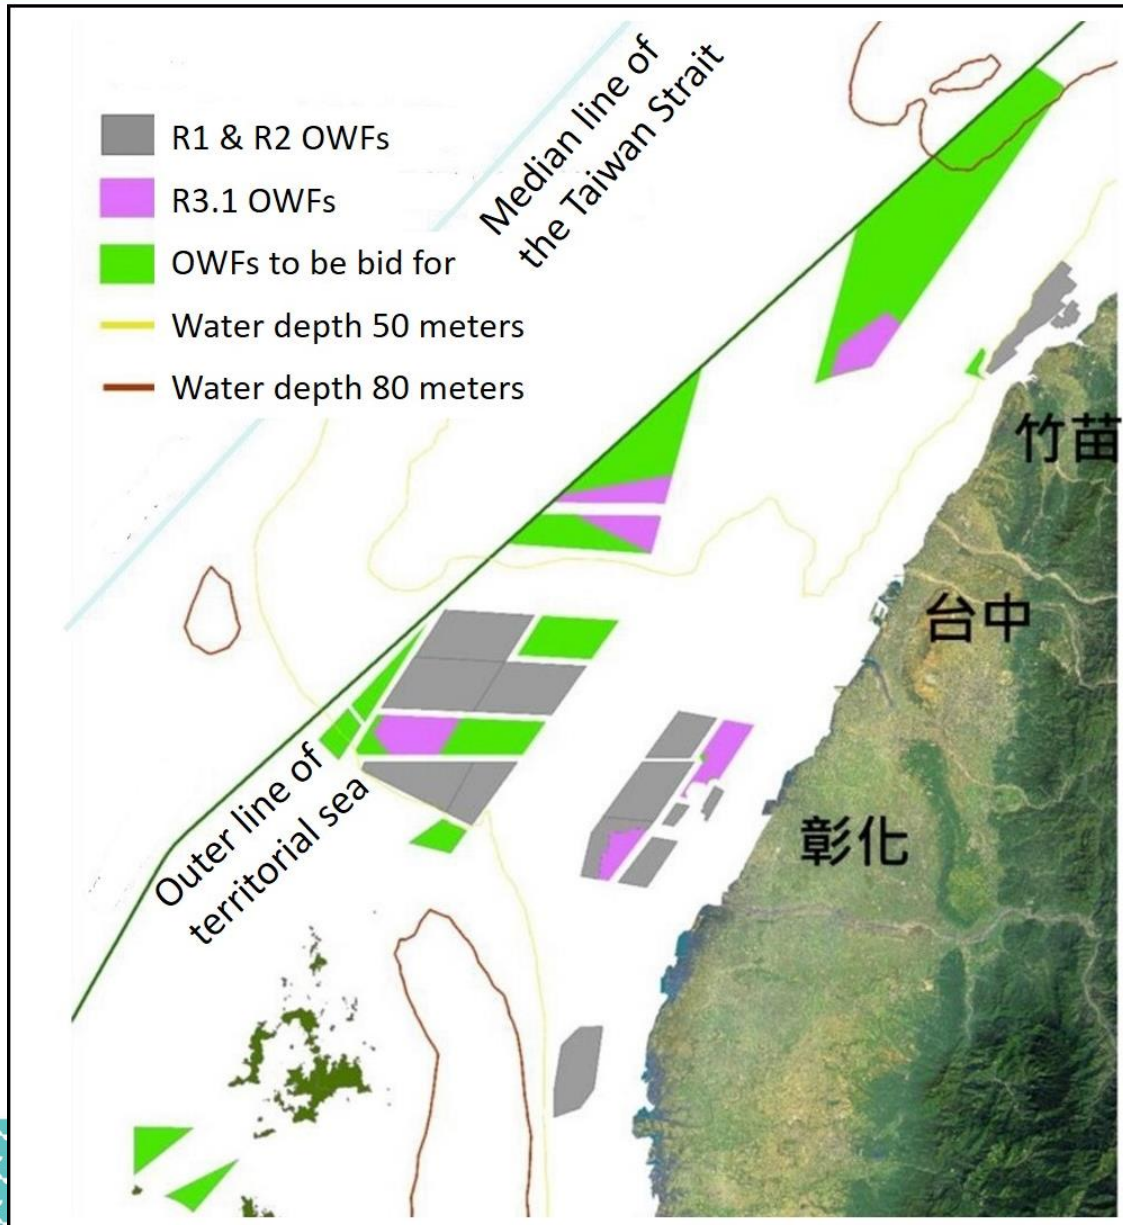 Median line of
the Taiwan Strait
R1 & R2 OWFs
R3.1 OWFs
OWFs to be bid for
Water depth 50 meters
Water depth 80 meters
竹苗
台中
Outer line of
territorial sea
彰化